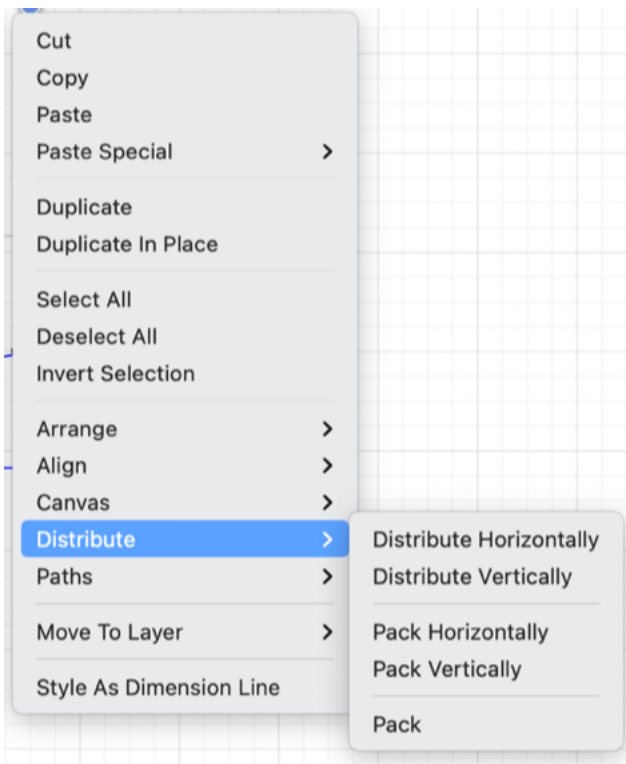 Cut
Copy
Paste
Paste Special
Duplicate
Duplicate In Place
Select All
Deselect All
Invert Selection
Arrange
Align
Canvas
Distribute
Paths
Move To Layer
Style As Dimension Line
Distribute Horizontally
Distribute Vertically
Pack Horizontally
Pack Vertically
Pack